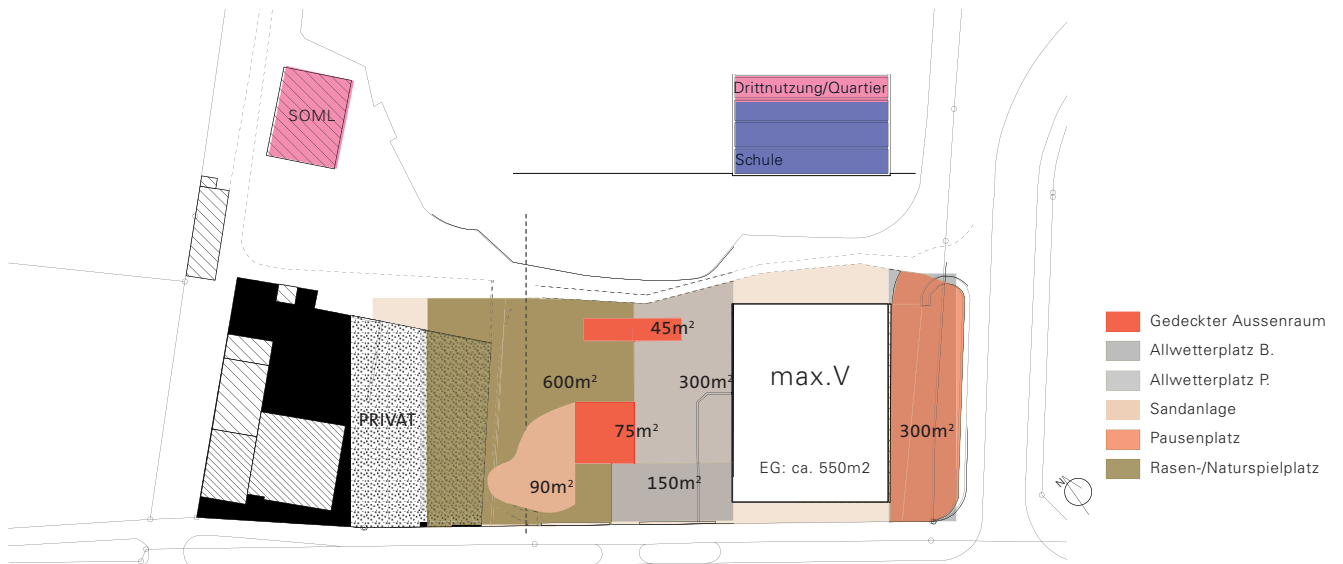 Drittnutzung/Quartier
SOML
Schule
45m²
Gedeckter Aussenraum
Allwetterplatz B.
600m²
300m²
max.V
Allwetterplatz P.
Sandanlage
PRIVAT
75m²
300m²
Pausenplatz
EG: ca. 550m2
Rasen-/Naturspielplatz
90m²
150m²
N